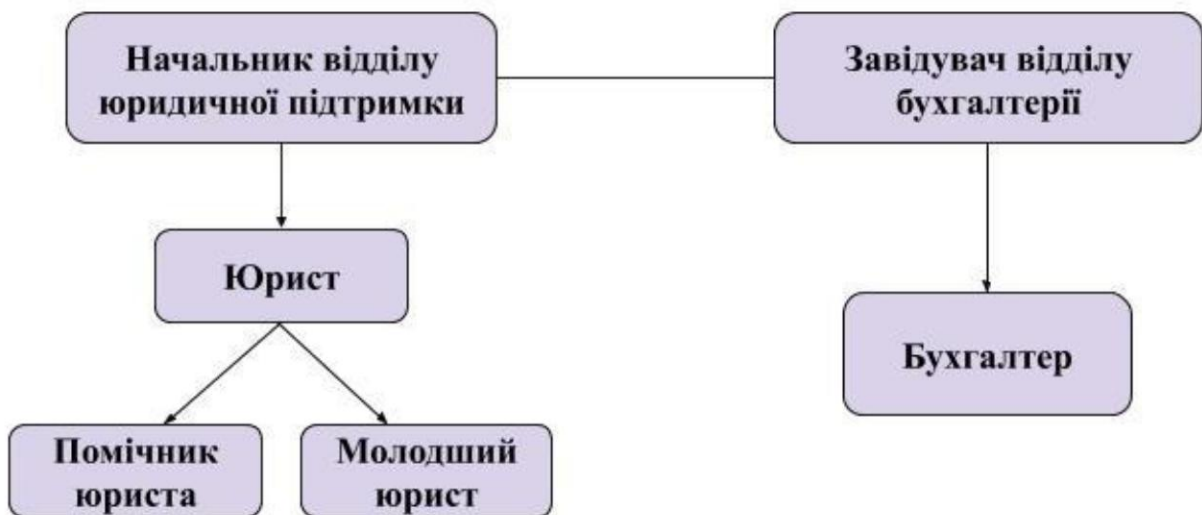 Начальник відділу
юридичної підтримки
Завідувач відділу
бухгалтерії
Юрист
Бухгалтер
Помічник
юриста
Молодший
юрист